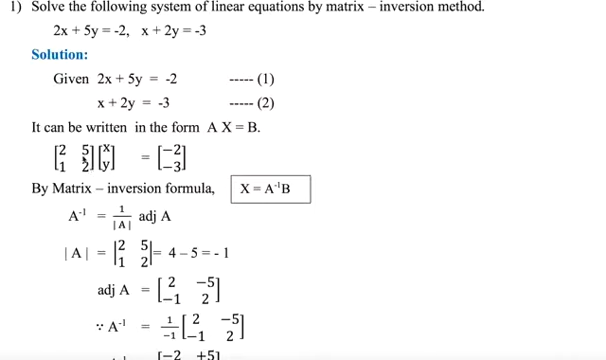 1) Solve the following system of linear equations by matrix – inversion method.
2x + 5y = -2, x + 2y = -3
Solution:
Given 2x + 5y = -2 ----- (1)
x + 2y = -3 ----- (2)
It can be written in the form A X = B.
[2 5; 1 2] [x; y] = [−2; −3]
By Matrix – inversion formula, X = A⁻¹B
A⁻¹ = 1/|A| adj A
|A| = |2 5; 1 2| = 4 – 5 = - 1
adj A = [2 −5; −1 2]
∵ A⁻¹ = 1/−1 [2 −5; −1 2]
[−2 +5]